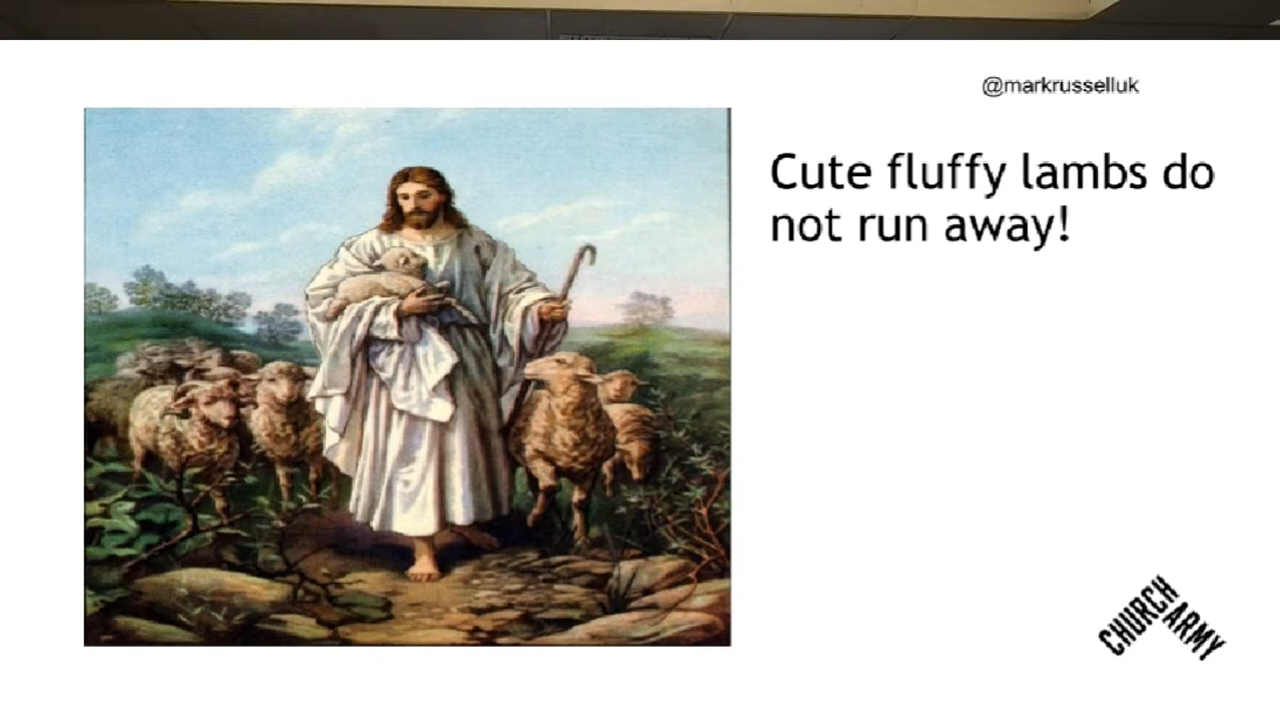 @markrusselluk
Cute fluffy lambs do
not run away!
CHURCH
ARMY